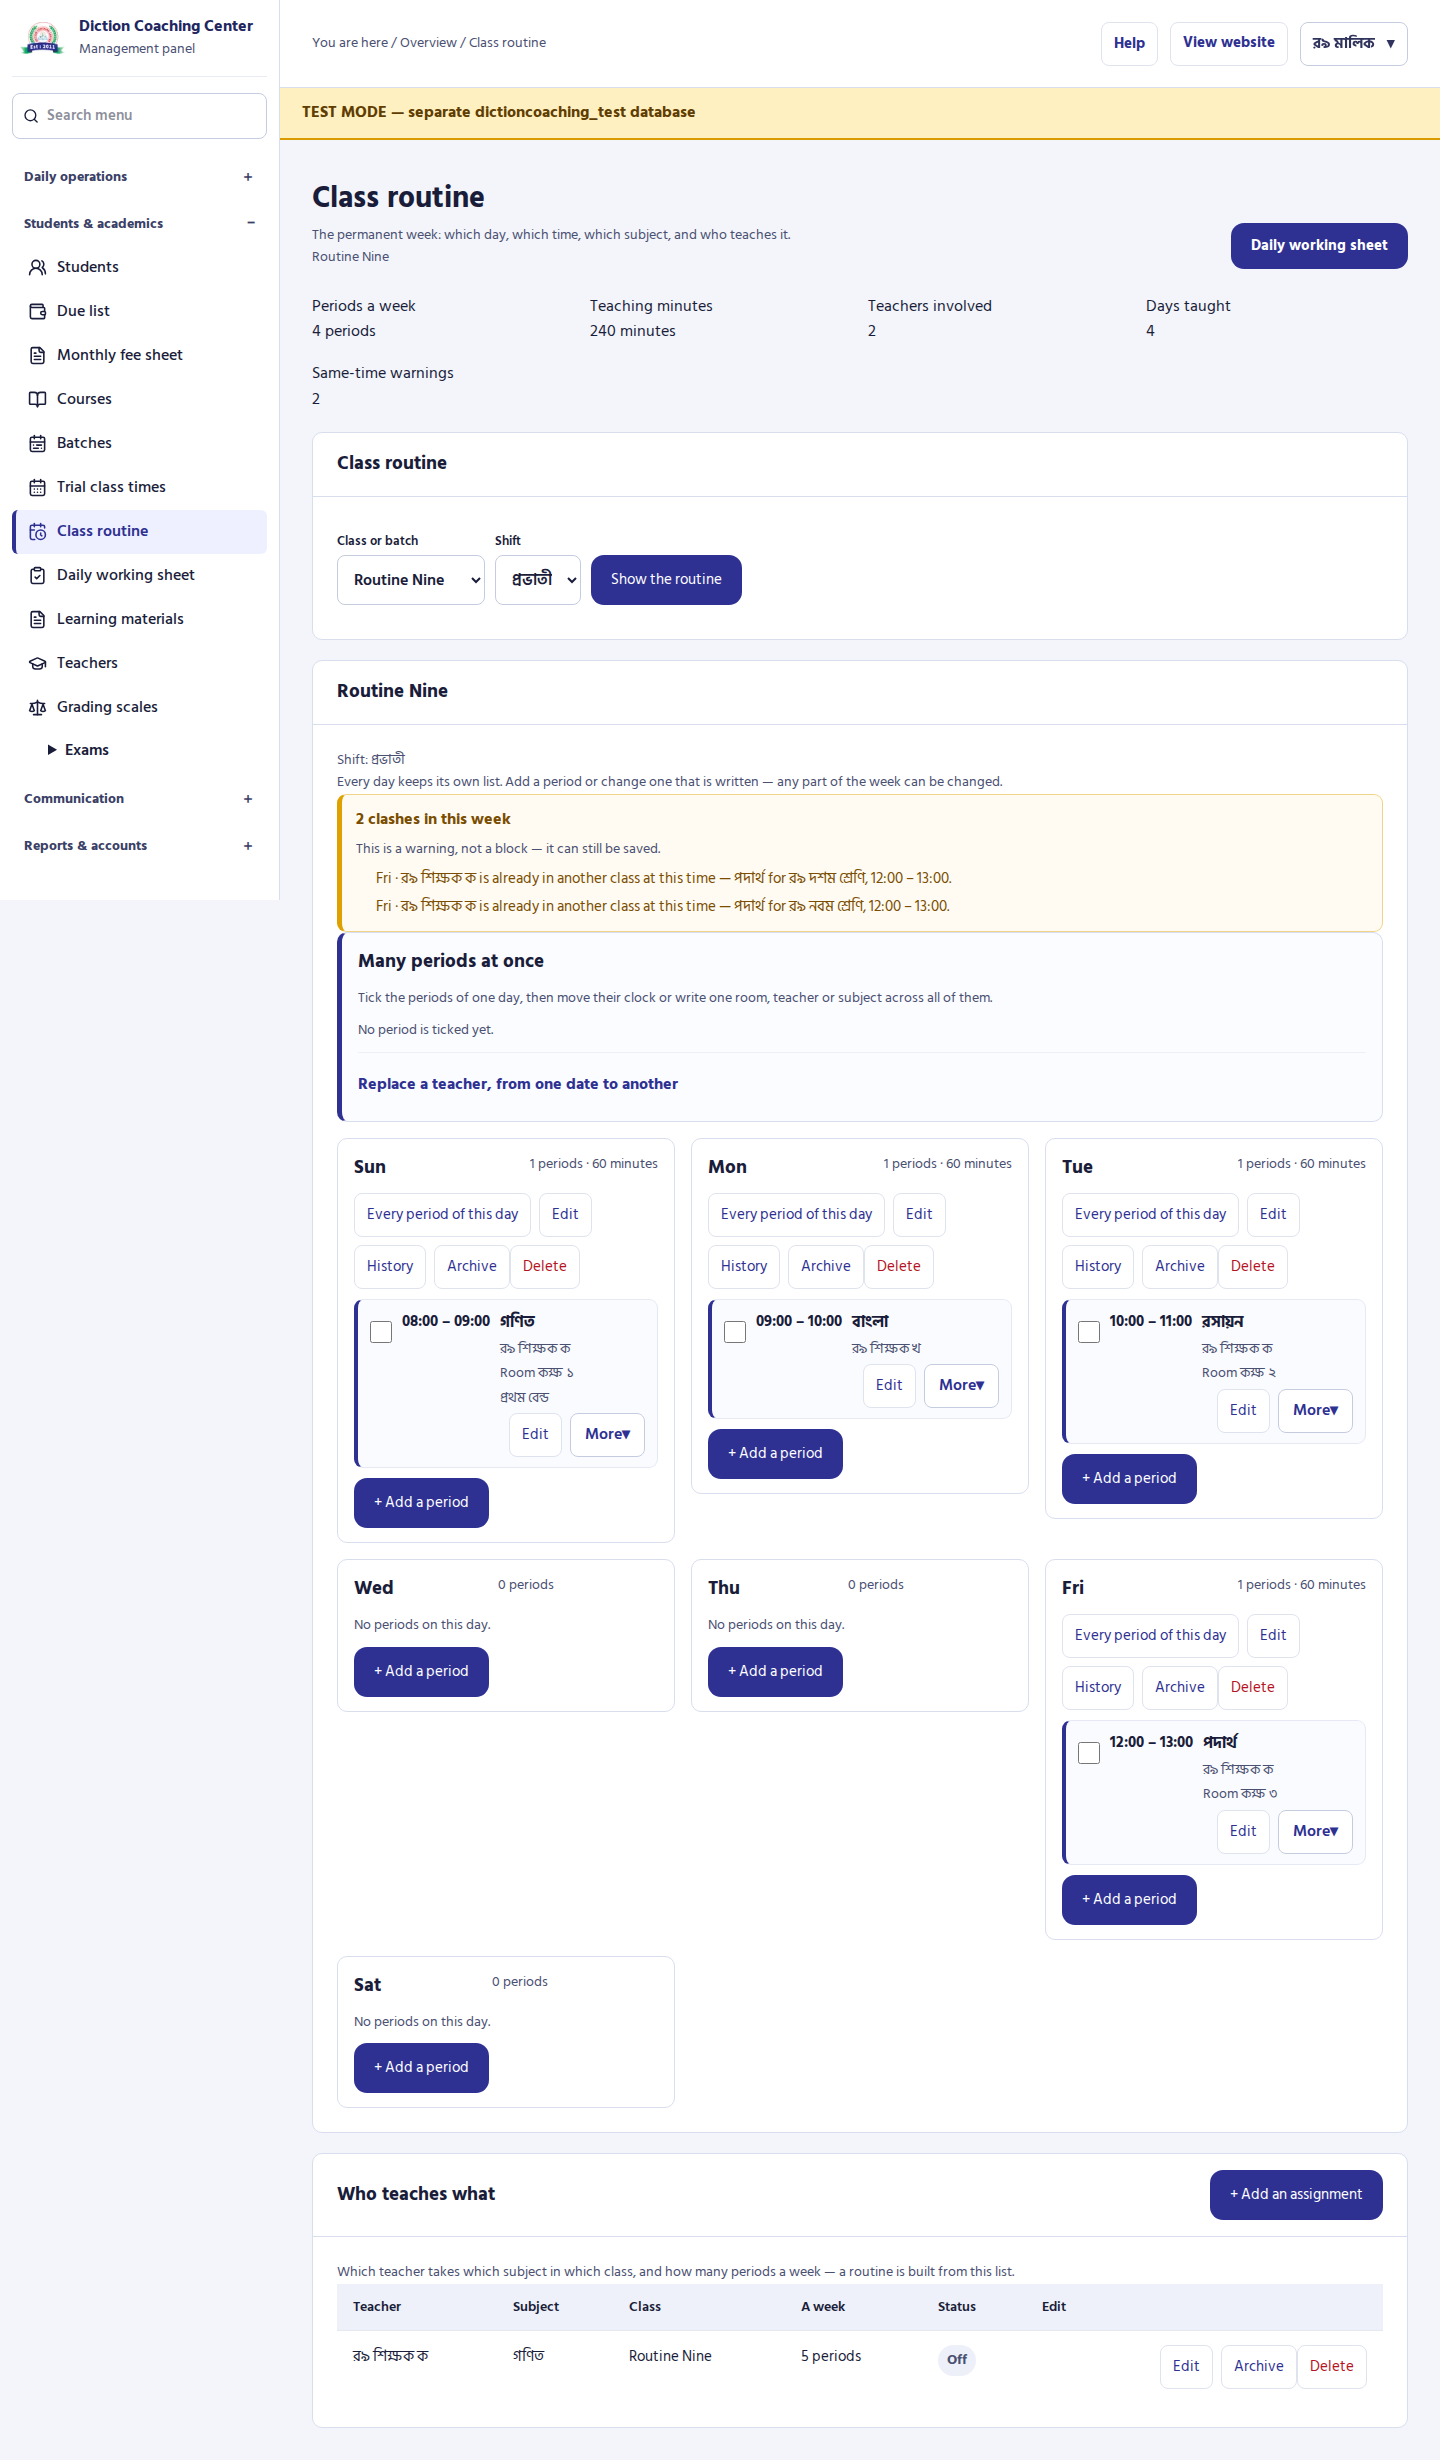 Diction Coaching Center
Management panel
Est : 2011
Search menu
Daily operations +
Students & academics −
Students
Due list
Monthly fee sheet
Courses
Batches
Trial class times
Class routine
Daily working sheet
Learning materials
Teachers
Grading scales
▶ Exams
Communication +
Reports & accounts +
You are here / Overview / Class routine
Help
View website
র৯ মালিক ▼
TEST MODE — separate dictioncoaching_test database
Class routine
The permanent week: which day, which time, which subject, and who teaches it.
Routine Nine
Daily working sheet
Periods a week Teaching minutes Teachers involved Days taught
4 periods 240 minutes 2 4
Same-time warnings
2
Class routine
Class or batch Shift
Routine Nine প্রভাতী Show the routine
Routine Nine
Shift: প্রভাতী
Every day keeps its own list. Add a period or change one that is written — any part of the week can be changed.
2 clashes in this week
This is a warning, not a block — it can still be saved.
Fri · র৯ শিক্ষক ক is already in another class at this time — পদার্থ for র৯ দশম শ্রেণি, 12:00 – 13:00.
Fri · র৯ শিক্ষক ক is already in another class at this time — পদার্থ for র৯ নবম শ্রেণি, 12:00 – 13:00.
Many periods at once
Tick the periods of one day, then move their clock or write one room, teacher or subject across all of them.
No period is ticked yet.
Replace a teacher, from one date to another
Sun 1 periods · 60 minutes
Every period of this day Edit
History Archive Delete
08:00 – 09:00 গণিত
র৯ শিক্ষক ক
Room কক্ষ ১
প্রথম বেন্ড
Edit More▾
+ Add a period
Mon 1 periods · 60 minutes
Every period of this day Edit
History Archive Delete
09:00 – 10:00 বাংলা
র৯ শিক্ষক খ
Edit More▾
+ Add a period
Tue 1 periods · 60 minutes
Every period of this day Edit
History Archive Delete
10:00 – 11:00 রসায়ন
র৯ শিক্ষক ক
Room কক্ষ ২
Edit More▾
+ Add a period
Wed 0 periods
No periods on this day.
+ Add a period
Thu 0 periods
No periods on this day.
+ Add a period
Fri 1 periods · 60 minutes
Every period of this day Edit
History Archive Delete
12:00 – 13:00 পদার্থ
র৯ শিক্ষক ক
Room কক্ষ ৩
Edit More▾
+ Add a period
Sat 0 periods
No periods on this day.
+ Add a period
Who teaches what
+ Add an assignment
Which teacher takes which subject in which class, and how many periods a week — a routine is built from this list.
Teacher Subject Class A week Status Edit
র৯ শিক্ষক ক গণিত Routine Nine 5 periods Off Edit Archive Delete